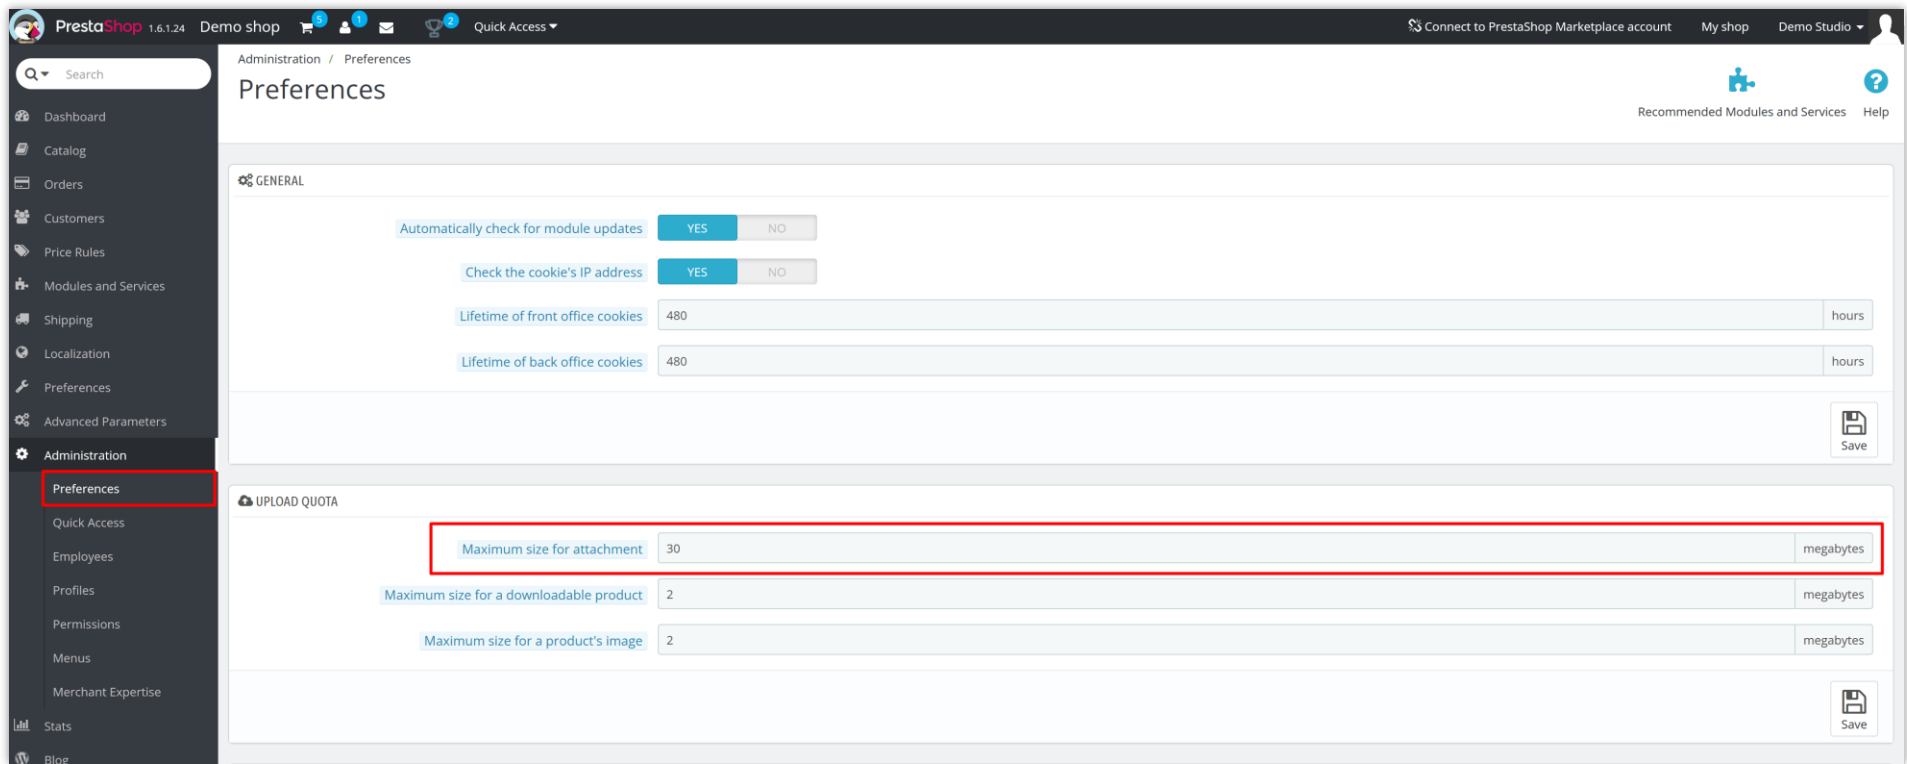 PrestaShop 1.6.1.24 Demo shop 5 1 2 Quick Access Connect to PrestaShop Marketplace account My shop Demo Studio
Search
Dashboard
Catalog
Orders
Customers
Price Rules
Modules and Services
Shipping
Localization
Preferences
Advanced Parameters
Administration
Preferences
Quick Access
Employees
Profiles
Permissions
Menus
Merchant Expertise
Stats
Blog
Administration / Preferences
Preferences
Recommended Modules and Services Help
GENERAL
Automatically check for module updates YES NO
Check the cookie's IP address YES NO
Lifetime of front office cookies 480 hours
Lifetime of back office cookies 480 hours
Save
UPLOAD QUOTA
Maximum size for attachment 30 megabytes
Maximum size for a downloadable product 2 megabytes
Maximum size for a product's image 2 megabytes
Save